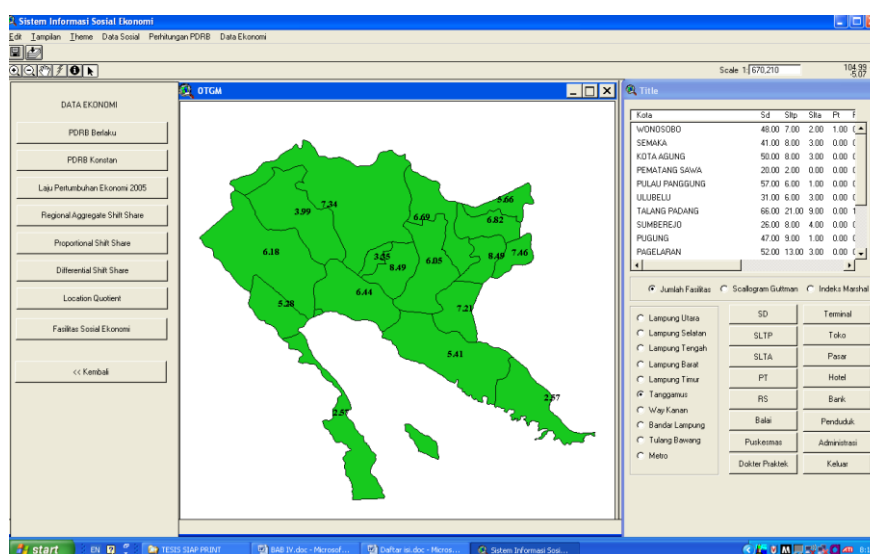 Sistem Informasi Sosial Ekonomi
Edit Tampilan Theme Data Sosial Perhitungan PDRB Data Ekonomi
Scale 1: 670,210
104.99
-5.07
DATA EKONOMI
PDRB Berlaku
PDRB Konstan
Laju Pertumbuhan Ekonomi 2005
Regional Aggregate Shift Share
Proportional Shift Share
Differential Shift Share
Location Quotient
Fasilitas Sosial Ekonomi
<< Kembali
OTGM
5.66
7.34
3.99
6.69
6.82
6.18
3.35
8.49
6.05
8.49
7.46
6.44
5.28
7.21
5.41
2.57
2.57
Title
Kota Sd Sltp Slta Pt
WONOSOBO 48.00 7.00 2.00 1.00
SEMAKA 41.00 8.00 3.00 0.00
KOTA AGUNG 50.00 8.00 3.00 0.00
PEMATANG SAWA 20.00 2.00 0.00 0.00
PULAU PANGGUNG 57.00 6.00 1.00 0.00
ULUBELU 31.00 6.00 3.00 0.00
TALANG PADANG 66.00 21.00 9.00 0.00
SUMBEREJO 26.00 8.00 4.00 0.00
PUGUNG 47.00 9.00 1.00 0.00
PAGELARAN 52.00 13.00 3.00 0.00
Jumlah Fasilitas Scallogram Guttman Indeks Marshal
Lampung Utara
Lampung Selatan
Lampung Tengah
Lampung Barat
Lampung Timur
Tanggamus
Way Kanan
Bandar Lampung
Tulang Bawang
Metro
SD Terminal
SLTP Toko
SLTA Pasar
PT Hotel
RS Bank
Balai Penduduk
Puskesmas Administrasi
Dokter Praktek Keluar
start EN TESIS SIAP PRINT BAB IV.doc - Microsof... Daftar isi.doc - Micros... Sistem Informasi Sosi...